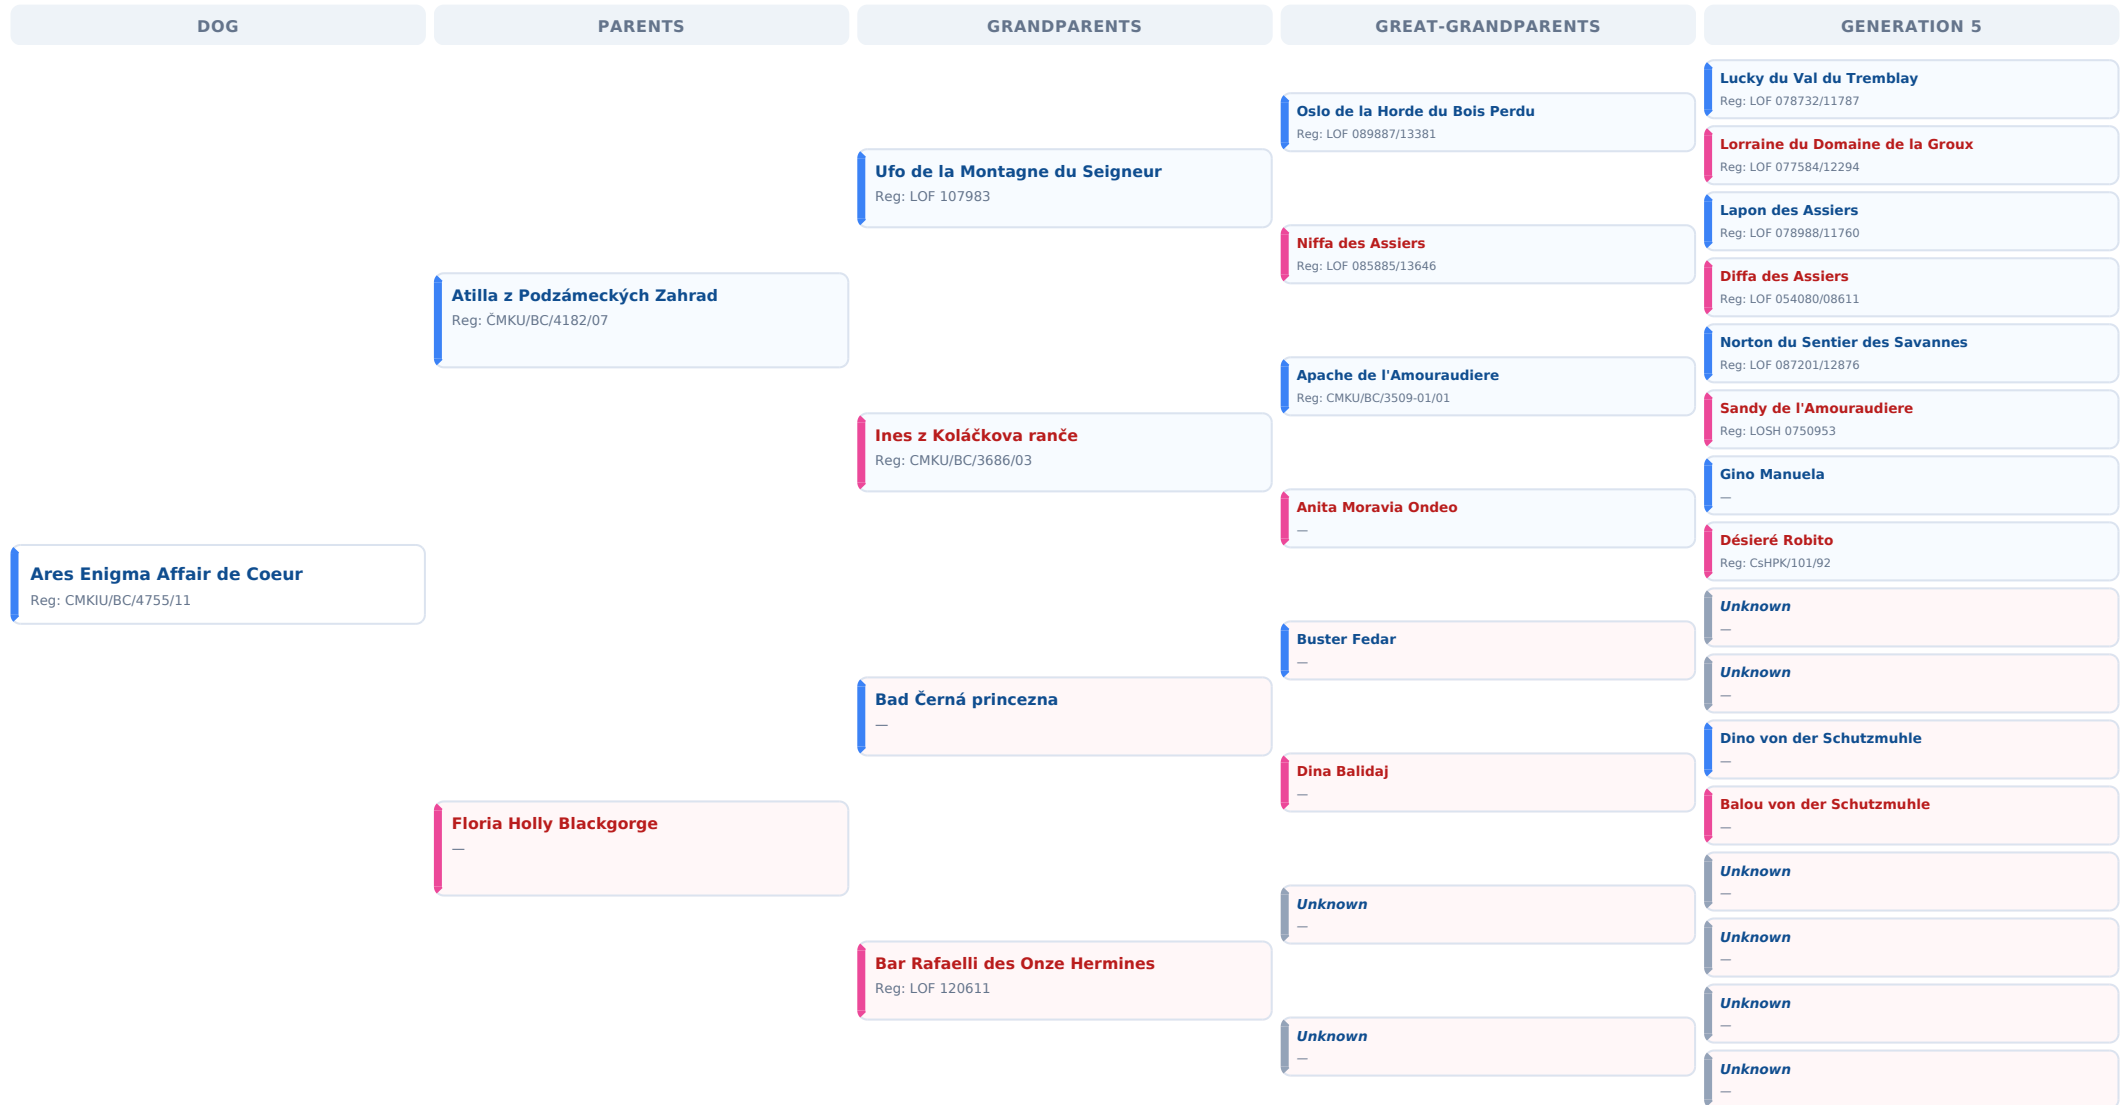 DOG
PARENTS
GRANDPARENTS
GREAT-GRANDPARENTS
GENERATION 5
Ares Enigma Affair de Coeur
Reg: CMKIU/BC/4755/11
Atilla z Podzámeckých Zahrad
Reg: ČMKU/BC/4182/07
Floria Holly Blackgorge
—
Ufo de la Montagne du Seigneur
Reg: LOF 107983
Ines z Koláčkova ranče
Reg: CMKU/BC/3686/03
Bad Černá princezna
—
Bar Rafaelli des Onze Hermines
Reg: LOF 120611
Oslo de la Horde du Bois Perdu
Reg: LOF 089887/13381
Niffa des Assiers
Reg: LOF 085885/13646
Apache de l'Amouraudiere
Reg: CMKU/BC/3509-01/01
Anita Moravia Ondeo
—
Buster Fedar
—
Dina Balidaj
—
Unknown
—
Unknown
—
Lucky du Val du Tremblay
Reg: LOF 078732/11787
Lorraine du Domaine de la Groux
Reg: LOF 077584/12294
Lapon des Assiers
Reg: LOF 078988/11760
Diffa des Assiers
Reg: LOF 054080/08611
Norton du Sentier des Savannes
Reg: LOF 087201/12876
Sandy de l'Amouraudiere
Reg: LOSH 0750953
Gino Manuela
—
Désieré Robito
Reg: CsHPK/101/92
Unknown
—
Unknown
—
Dino von der Schutzmuhle
—
Balou von der Schutzmuhle
—
Unknown
—
Unknown
—
Unknown
—
Unknown
—